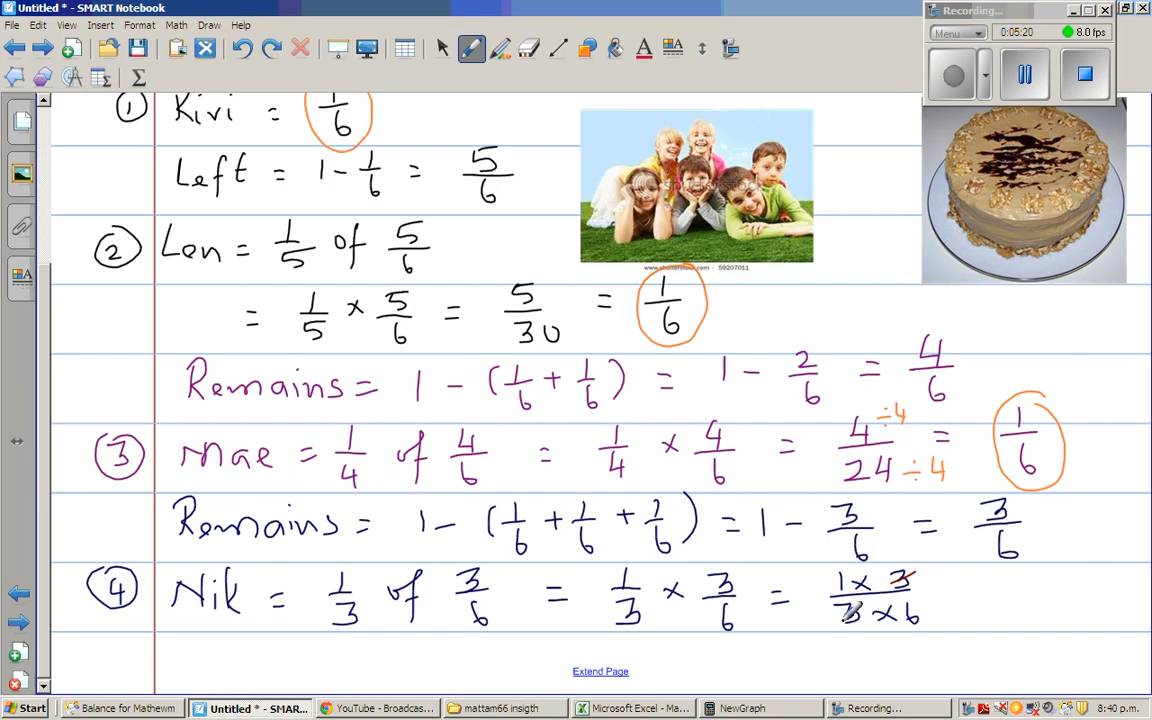 Untitled * - SMART Notebook
File Edit View Insert Format Math Draw Help
Recording...
Menu 0:05:20 8.0 fps
① Kivi = 1/6
Left = 1 - 1/6 = 5/6
② Len = 1/5 of 5/6
www.shutterstock.com · 59207011
= 1/5 × 5/6 = 5/30 = 1/6
Remains = 1 - (1/6 + 1/6) = 1 - 2/6 = 4/6
③ Mae = 1/4 of 4/6 = 1/4 × 4/6 = 4/24 ÷4 ÷4 = 1/6
Remains = 1 - (1/6 + 1/6 + 1/6) = 1 - 3/6 = 3/6
④ Nik = 1/3 of 3/6 = 1/3 × 3/6 = 1 × 3 / 3 × 6
Extend Page
Start Balance for Mathewm Untitled * - SMAR... YouTube - Broadcas... mattam66 insigth Microsoft Excel - Ma... NewGraph Recording... 8:40 p.m.